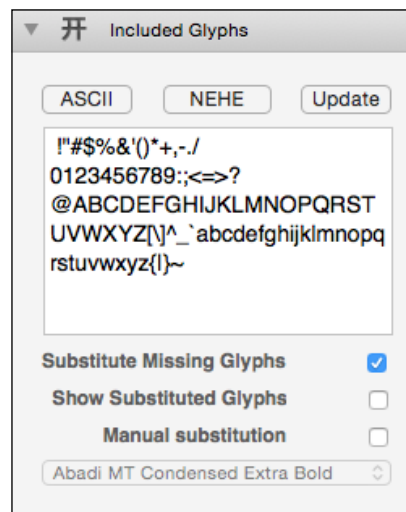 开 Included Glyphs
ASCII NEHE Update
 !"#$%&'()*+,-./
0123456789:;<=>?
@ABCDEFGHIJKLMNOPQRST
UVWXYZ[\]^_`abcdefghijklmnopq
rstuvwxyz{|}~
Substitute Missing Glyphs
Show Substituted Glyphs
Manual substitution
Abadi MT Condensed Extra Bold